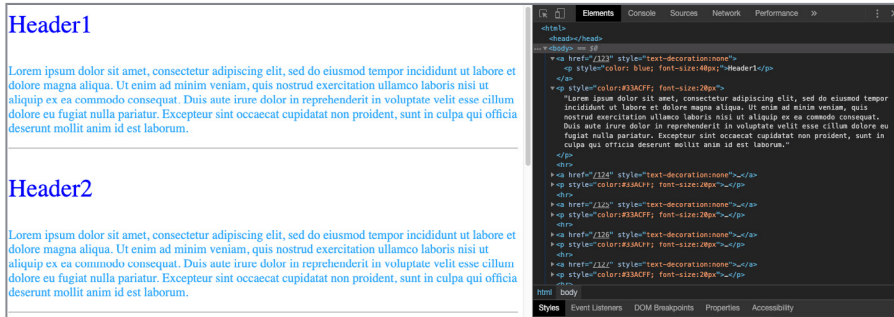 Header1
Lorem ipsum dolor sit amet, consectetur adipiscing elit, sed do eiusmod tempor incididunt ut labore et
dolore magna aliqua. Ut enim ad minim veniam, quis nostrud exercitation ullamco laboris nisi ut
aliquip ex ea commodo consequat. Duis aute irure dolor in reprehenderit in voluptate velit esse cillum
dolore eu fugiat nulla pariatur. Excepteur sint occaecat cupidatat non proident, sunt in culpa qui officia
deserunt mollit anim id est laborum.
Header2
Lorem ipsum dolor sit amet, consectetur adipiscing elit, sed do eiusmod tempor incididunt ut labore et
dolore magna aliqua. Ut enim ad minim veniam, quis nostrud exercitation ullamco laboris nisi ut
aliquip ex ea commodo consequat. Duis aute irure dolor in reprehenderit in voluptate velit esse cillum
dolore eu fugiat nulla pariatur. Excepteur sint occaecat cupidatat non proident, sunt in culpa qui officia
deserunt mollit anim id est laborum.
Elements Console Sources Network Performance »
<html>
<head></head>
… ▼<body> == $0
▼<a href="/123" style="text-decoration:none">
<p style="color: blue; font-size:40px;">Header1</p>
</a>
▼<p style="color:#33ACFF; font-size:20px">
"Lorem ipsum dolor sit amet, consectetur adipiscing elit, sed do eiusmod tempor
incididunt ut labore et dolore magna aliqua. Ut enim ad minim veniam, quis
nostrud exercitation ullamco laboris nisi ut aliquip ex ea commodo consequat.
Duis aute irure dolor in reprehenderit in voluptate velit esse cillum dolore eu
fugiat nulla pariatur. Excepteur sint occaecat cupidatat non proident, sunt in
culpa qui officia deserunt mollit anim id est laborum."
</p>
<hr>
▶<a href="/124" style="text-decoration:none">…</a>
▶<p style="color:#33ACFF; font-size:20px">…</p>
<hr>
▶<a href="/125" style="text-decoration:none">…</a>
▶<p style="color:#33ACFF; font-size:20px">…</p>
<hr>
▶<a href="/126" style="text-decoration:none">…</a>
▶<p style="color:#33ACFF; font-size:20px">…</p>
<hr>
▶<a href="/127" style="text-decoration:none">…</a>
▶<p style="color:#33ACFF; font-size:20px">…</p>
<hr>
html body
Styles Event Listeners DOM Breakpoints Properties Accessibility